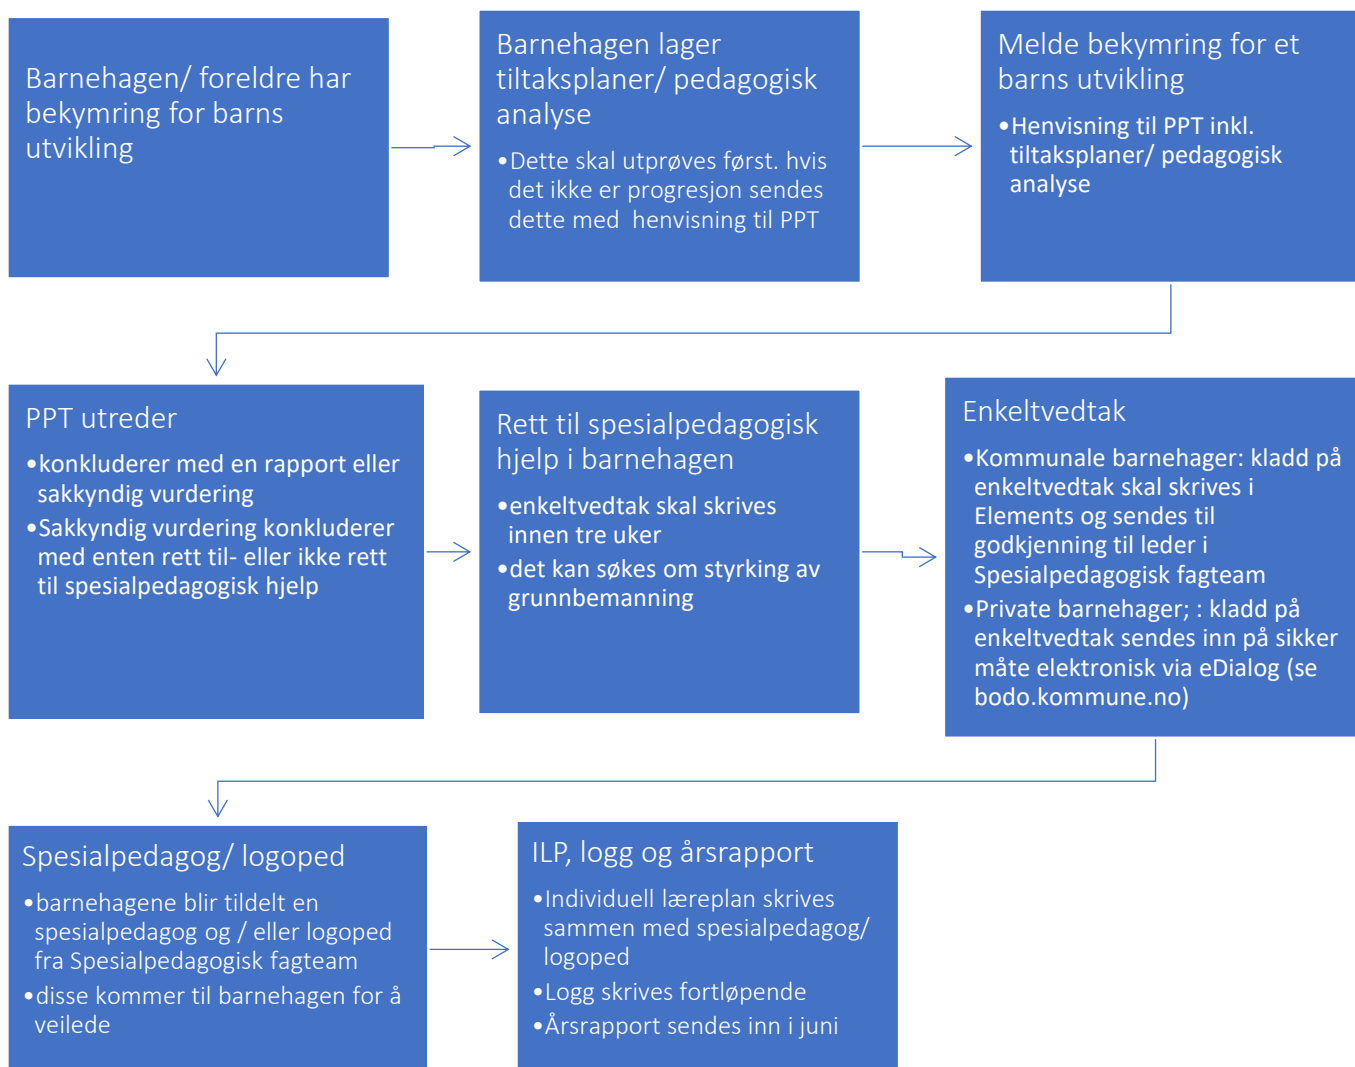 Barnehagen/ foreldre har
bekymring for barns
utvikling
Barnehagen lager
tiltaksplaner/ pedagogisk
analyse
•Dette skal utprøves først. hvis
det ikke er progresjon sendes
dette med henvisning til PPT
Melde bekymring for et
barns utvikling
•Henvisning til PPT inkl.
tiltaksplaner/ pedagogisk
analyse
PPT utreder
•konkluderer med en rapport eller
sakkyndig vurdering
•Sakkyndig vurdering konkluderer
med enten rett til- eller ikke rett
til spesialpedagogisk hjelp
Rett til spesialpedagogisk
hjelp i barnehagen
•enkeltvedtak skal skrives
innen tre uker
•det kan søkes om styrking av
grunnbemanning
Enkeltvedtak
•Kommunale barnehager: kladd på
enkeltvedtak skal skrives i
Elements og sendes til
godkjenning til leder i
Spesialpedagogisk fagteam
•Private barnehager; : kladd på
enkeltvedtak sendes inn på sikker
måte elektronisk via eDialog (se
bodo.kommune.no)
Spesialpedagog/ logoped
•barnehagene blir tildelt en
spesialpedagog og / eller logoped
fra Spesialpedagogisk fagteam
•disse kommer til barnehagen for å
veilede
ILP, logg og årsrapport
•Individuell læreplan skrives
sammen med spesialpedagog/
logoped
•Logg skrives fortløpende
•Årsrapport sendes inn i juni